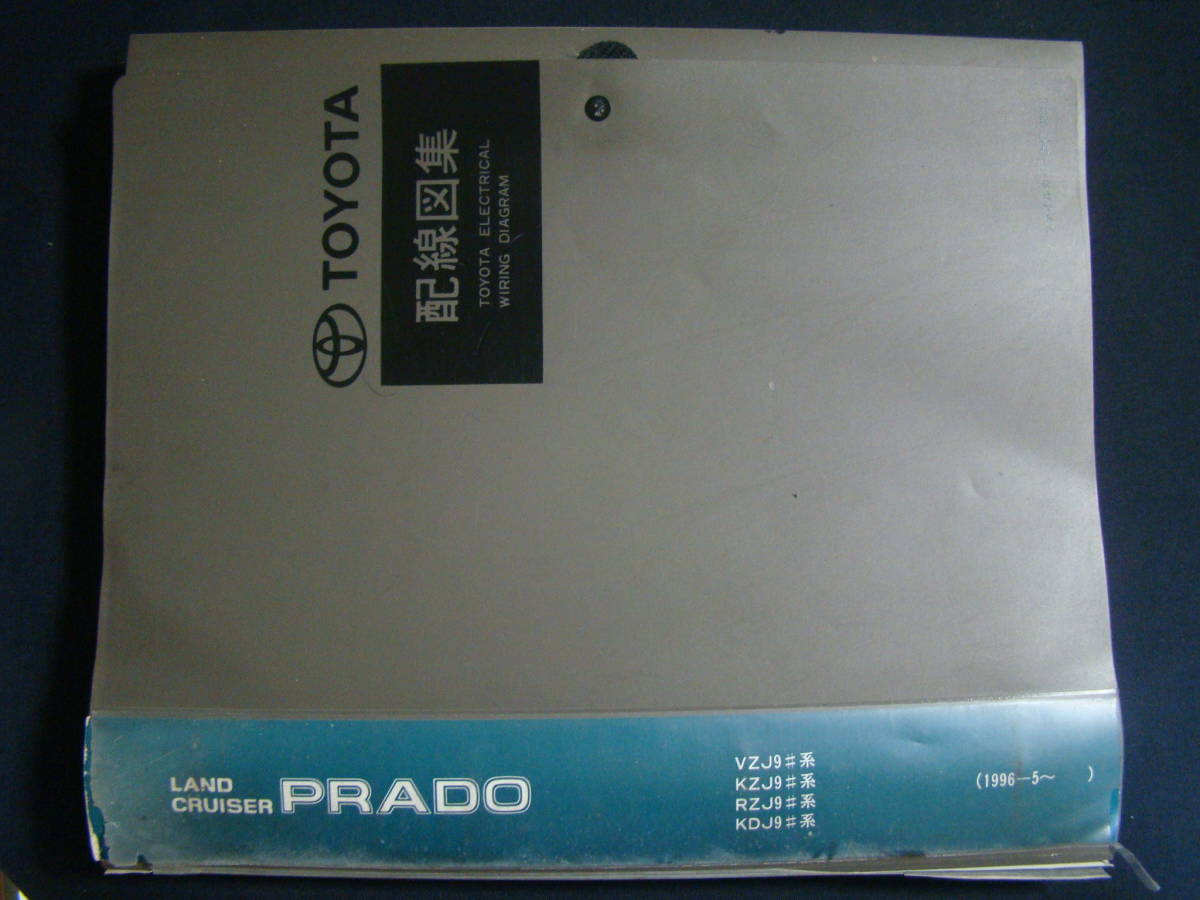 TOYOTA
配線図集
TOYOTA ELECTRICAL
WIRING DIAGRAM
LAND
CRUISER PRADO
VZJ9#系
KZJ9#系
RZJ9#系
KDJ9#系
(1996—5～　　)